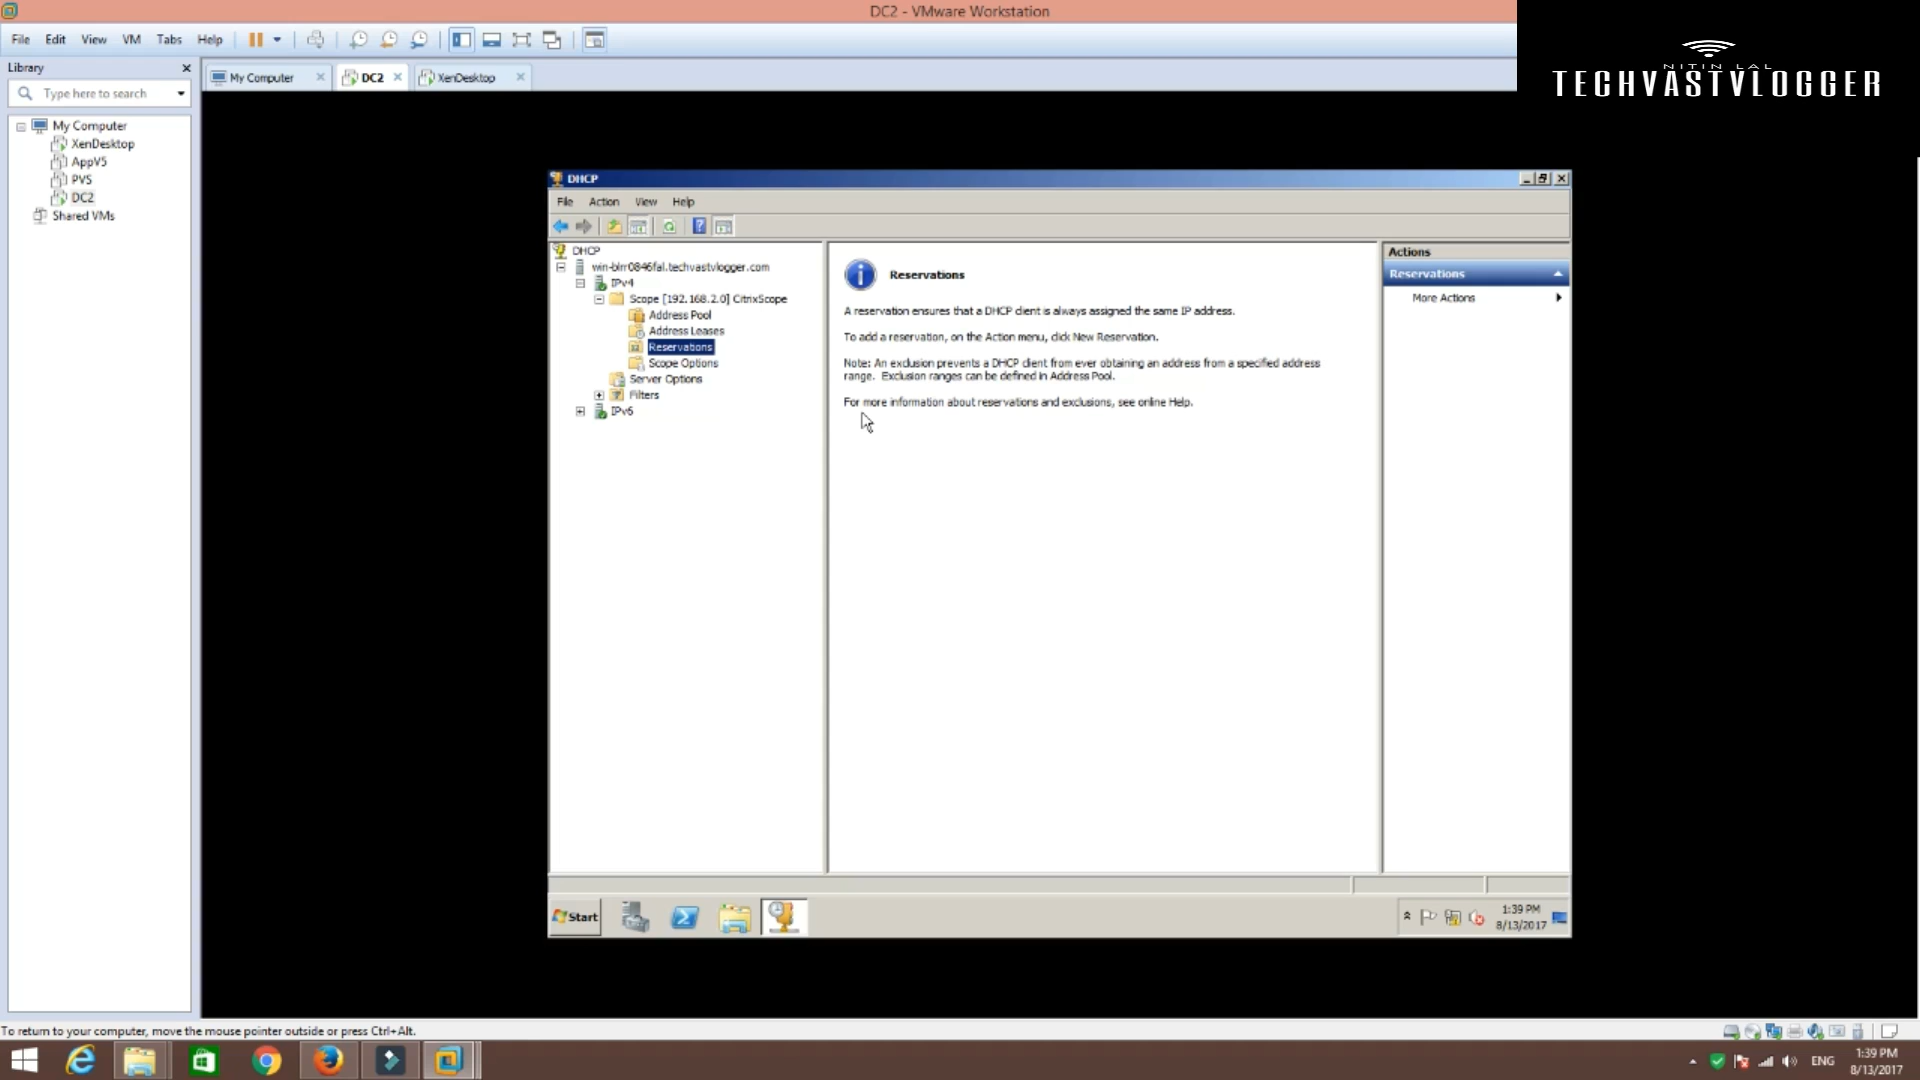 DC2 - VMware Workstation
File Edit View VM Tabs Help
NITIN LAL
TECHVASTVLOGGER
Library
Type here to search
My Computer
XenDesktop
AppV5
PVS
DC2
Shared VMs
My Computer
DC2
XenDesktop
DHCP
File Action View Help
DHCP
win-blrr0846fal.techvastvlogger.com
IPv4
Scope [192.168.2.0] CitrixScope
Address Pool
Address Leases
Reservations
Scope Options
Server Options
Filters
IPv6
Reservations
A reservation ensures that a DHCP client is always assigned the same IP address.
To add a reservation, on the Action menu, click New Reservation.
Note: An exclusion prevents a DHCP client from ever obtaining an address from a specified address
range. Exclusion ranges can be defined in Address Pool.
For more information about reservations and exclusions, see online Help.
Actions
Reservations
More Actions
Start
1:39 PM
8/13/2017
To return to your computer, move the mouse pointer outside or press Ctrl+Alt.
ENG
1:39 PM
8/13/2017